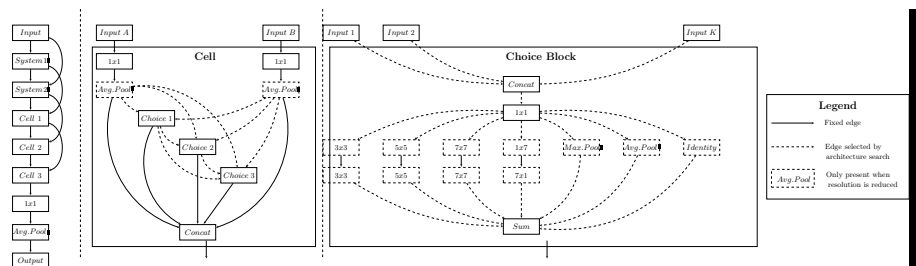 Input
System1
System2
Cell 1
Cell 2
Cell 3
1x1
Avg.Pool
Output
Input A
Input B
Cell
1x1
1x1
Avg.Pool
Avg.Pool
Choice 1
Choice 2
Choice 3
Concat
Input 1
Input 2
Input K
Choice Block
Concat
1x1
3x3
5x5
7x7
1x7
Max.Pool
Avg.Pool
Identity
3x3
5x5
7x7
7x1
Sum
Legend
Fixed edge
Edge selected by
architecture search
Avg.Pool
Only present when
resolution is reduced